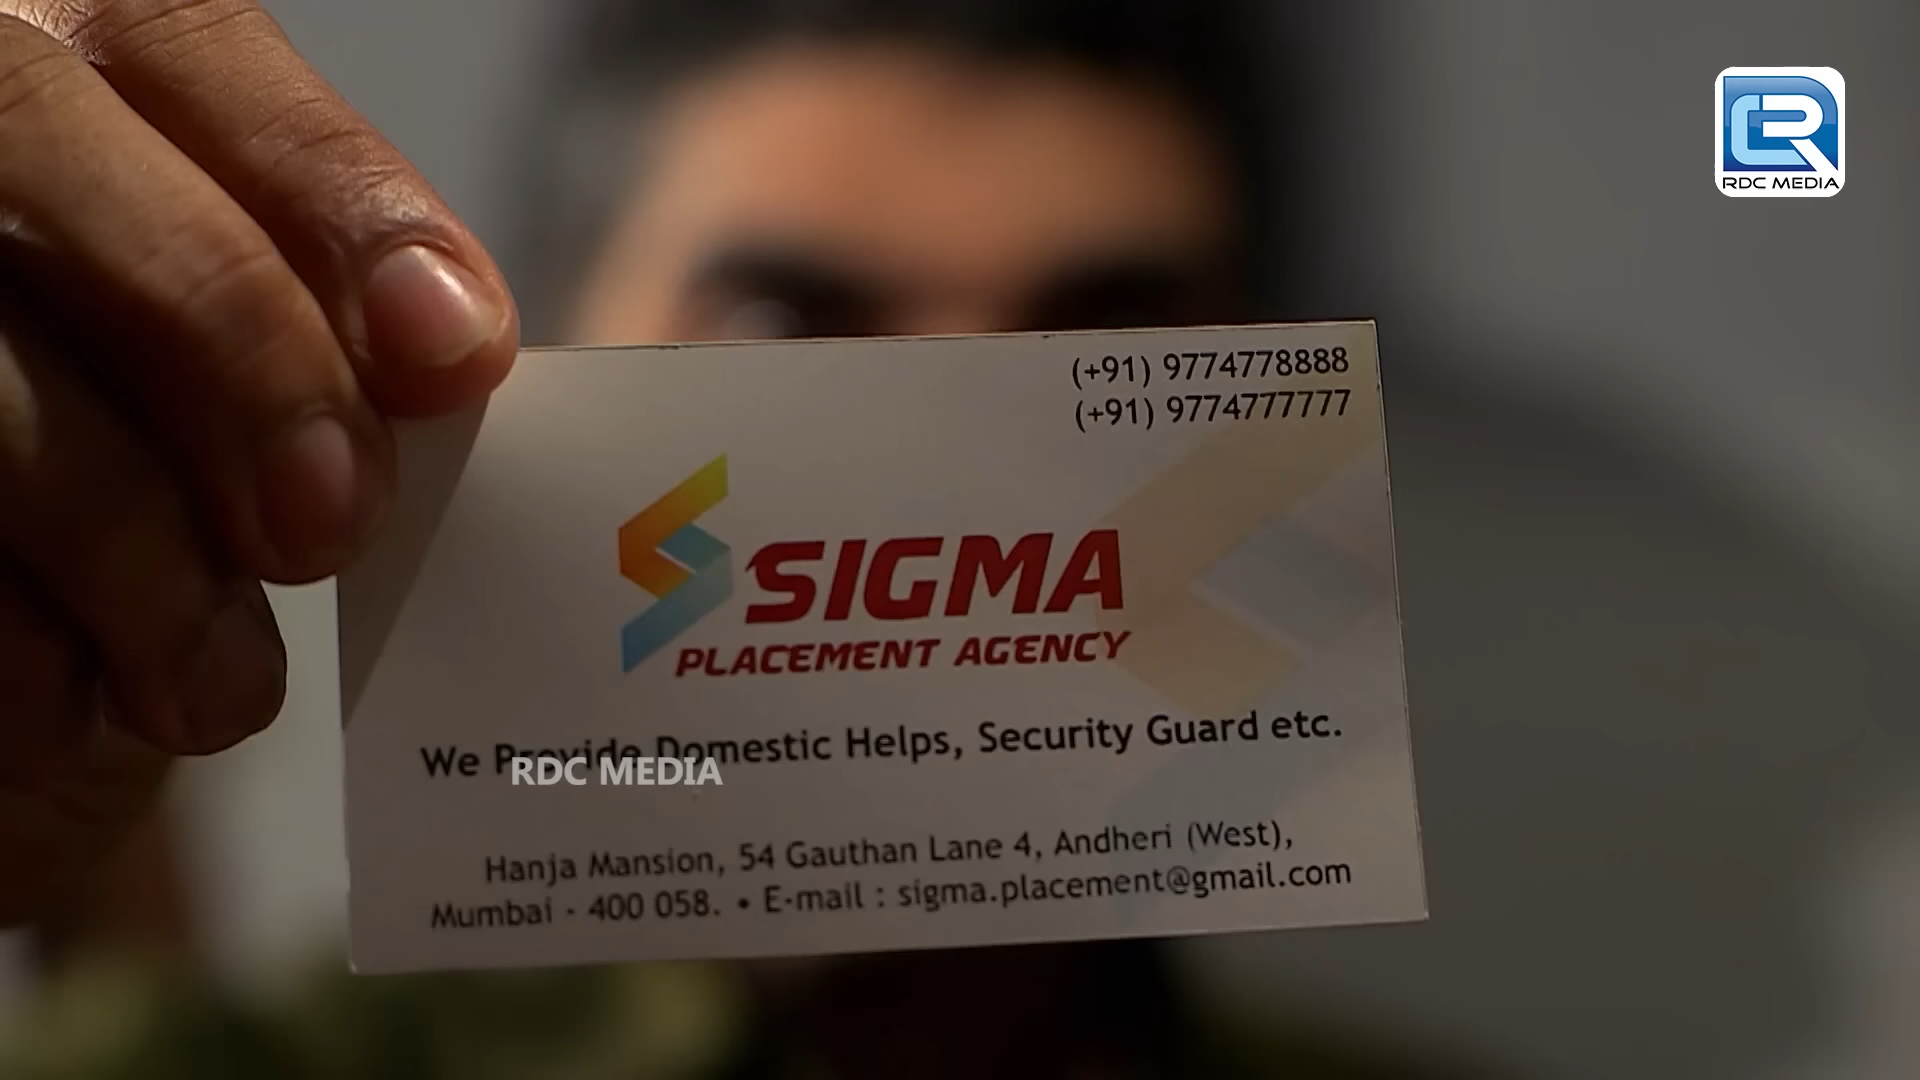 RDC MEDIA
(+91) 9774778888
(+91) 9774777777
SIGMA
PLACEMENT AGENCY
We Provide Domestic Helps, Security Guard etc.
RDC MEDIA
Hanja Mansion, 54 Gauthan Lane 4, Andheri (West),
Mumbai - 400 058. • E-mail : sigma.placement@gmail.com